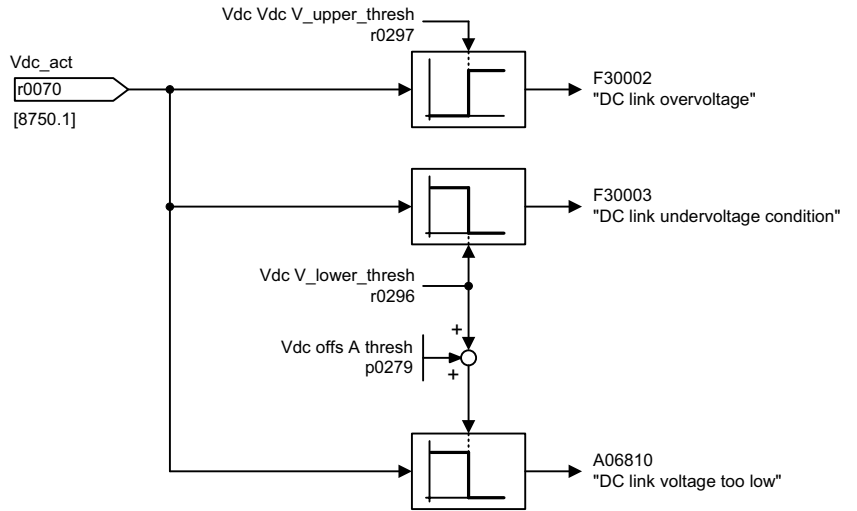 Vdc Vdc V_upper_thresh
r0297
Vdc_act
r0070
[8750.1]
F30002
"DC link overvoltage"
F30003
"DC link undervoltage condition"
Vdc V_lower_thresh
r0296
+
Vdc offs A thresh
p0279
+
A06810
"DC link voltage too low"